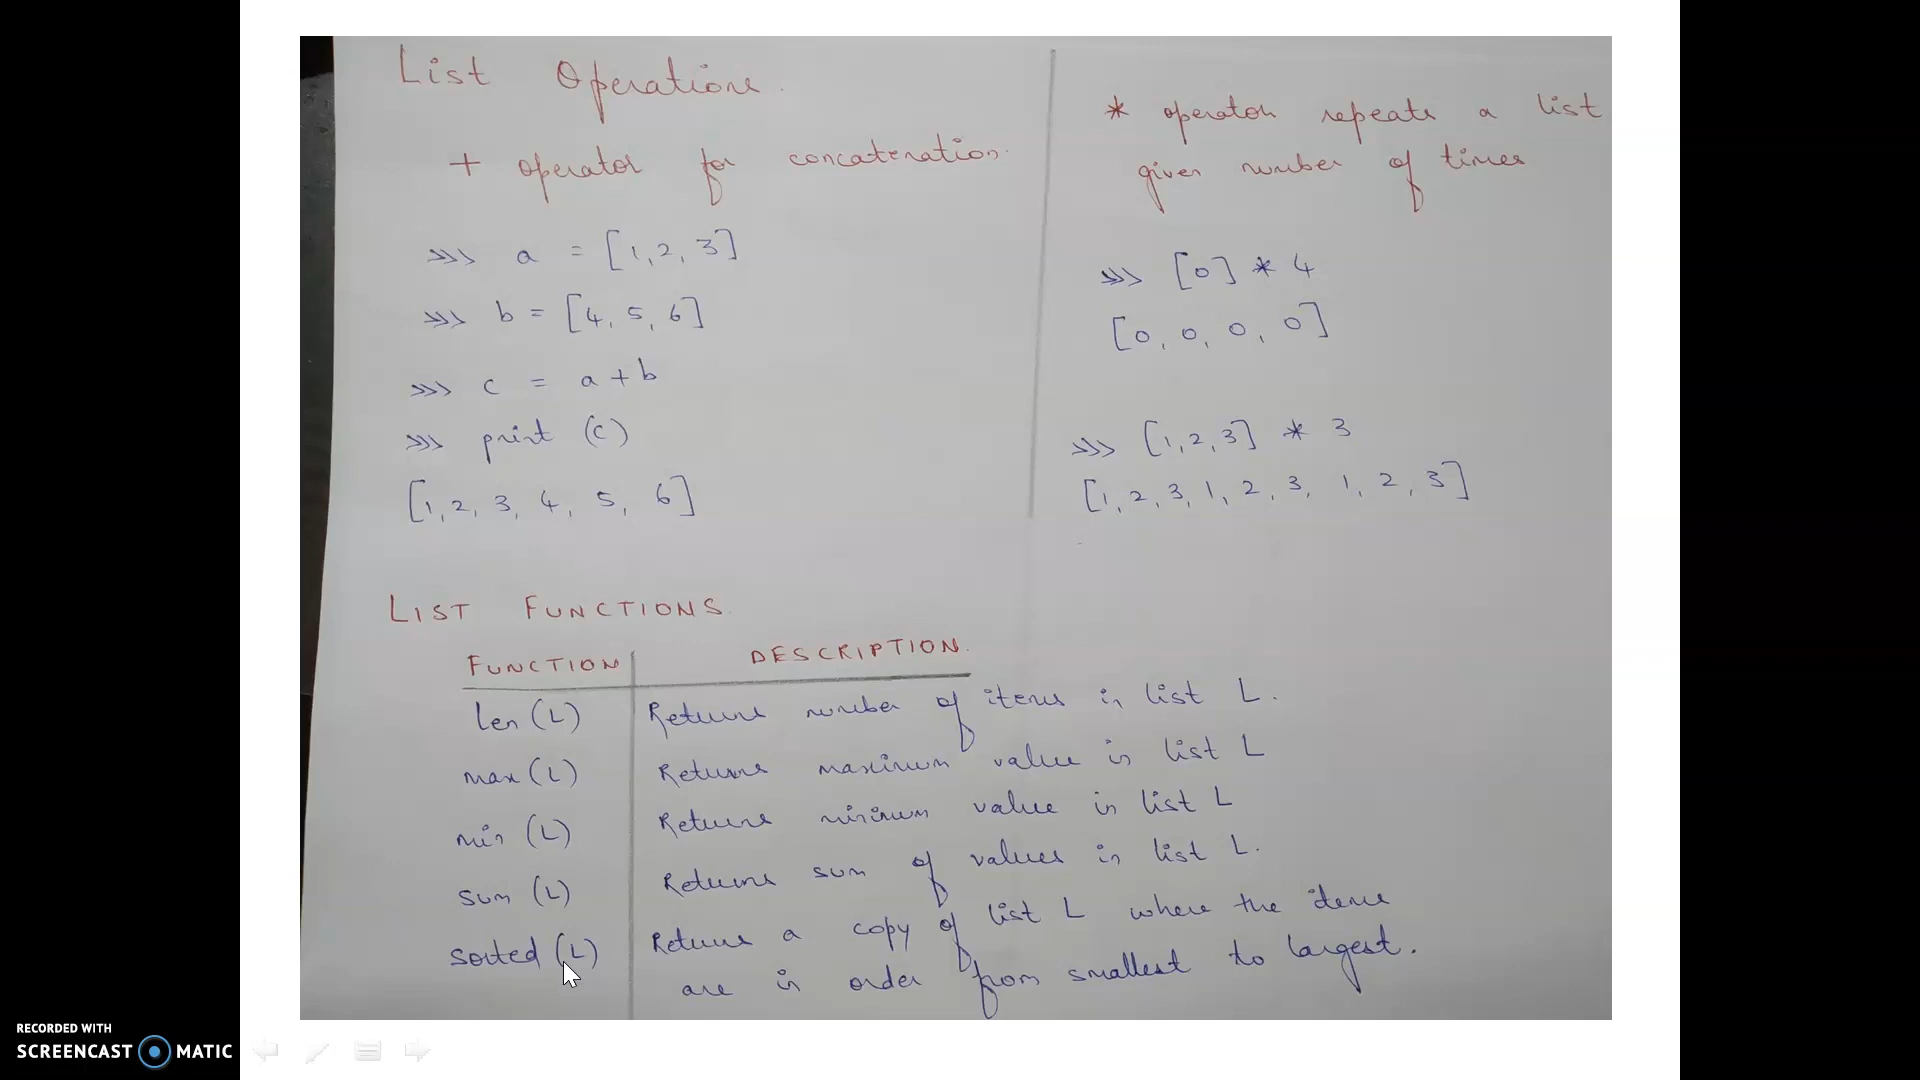 List Operations.
+ operator for concatenation.
>>> a = [1, 2, 3]
>>> b = [4, 5, 6]
>>> c = a + b
>>> print (c)
[1, 2, 3, 4, 5, 6]
* operator repeats a list
given number of times
>>> [0] * 4
[0, 0, 0, 0]
>>> [1, 2, 3] * 3
[1, 2, 3, 1, 2, 3, 1, 2, 3]
LIST FUNCTIONS.
FUNCTION DESCRIPTION.
len (L) Returns number of items in list L.
max (L) Returns maximum value in list L
min (L) Returns minimum value in list L
sum (L) Returns sum of values in list L.
sorted (L) Returns a copy of list L where the items
are in order from smallest to largest.
RECORDED WITH
SCREENCAST MATIC